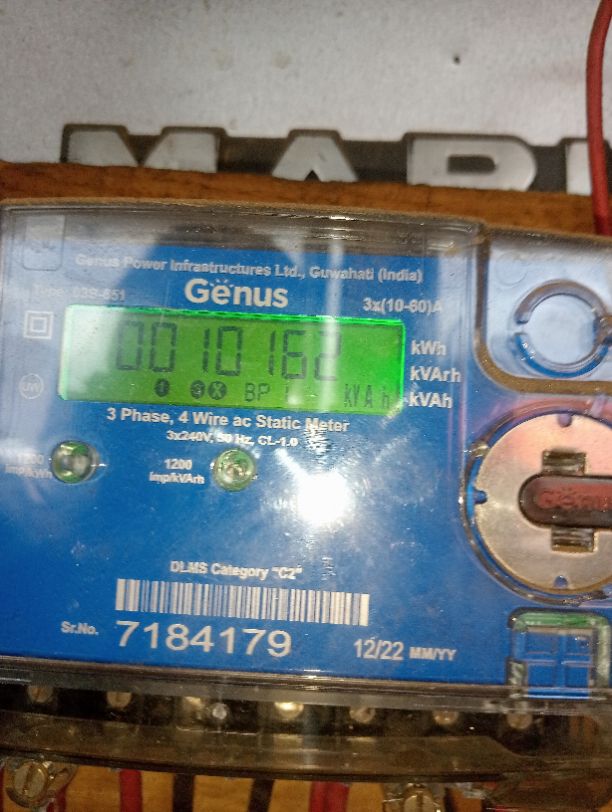 MAR
Genus Power Infrastructures Ltd., Guwahati (India)
Genus
3x(10-60)A
0010162
kWh
kVArh
kVAh
BP
kVAh
3 Phase, 4 Wire ac Static Meter
3x240V, 50 Hz, CL-1.0
imp/kWh
1200
imp/kVArh
Genus
DLMS Category "C2"
Sr.No. 7184179
12/22 MM/YY